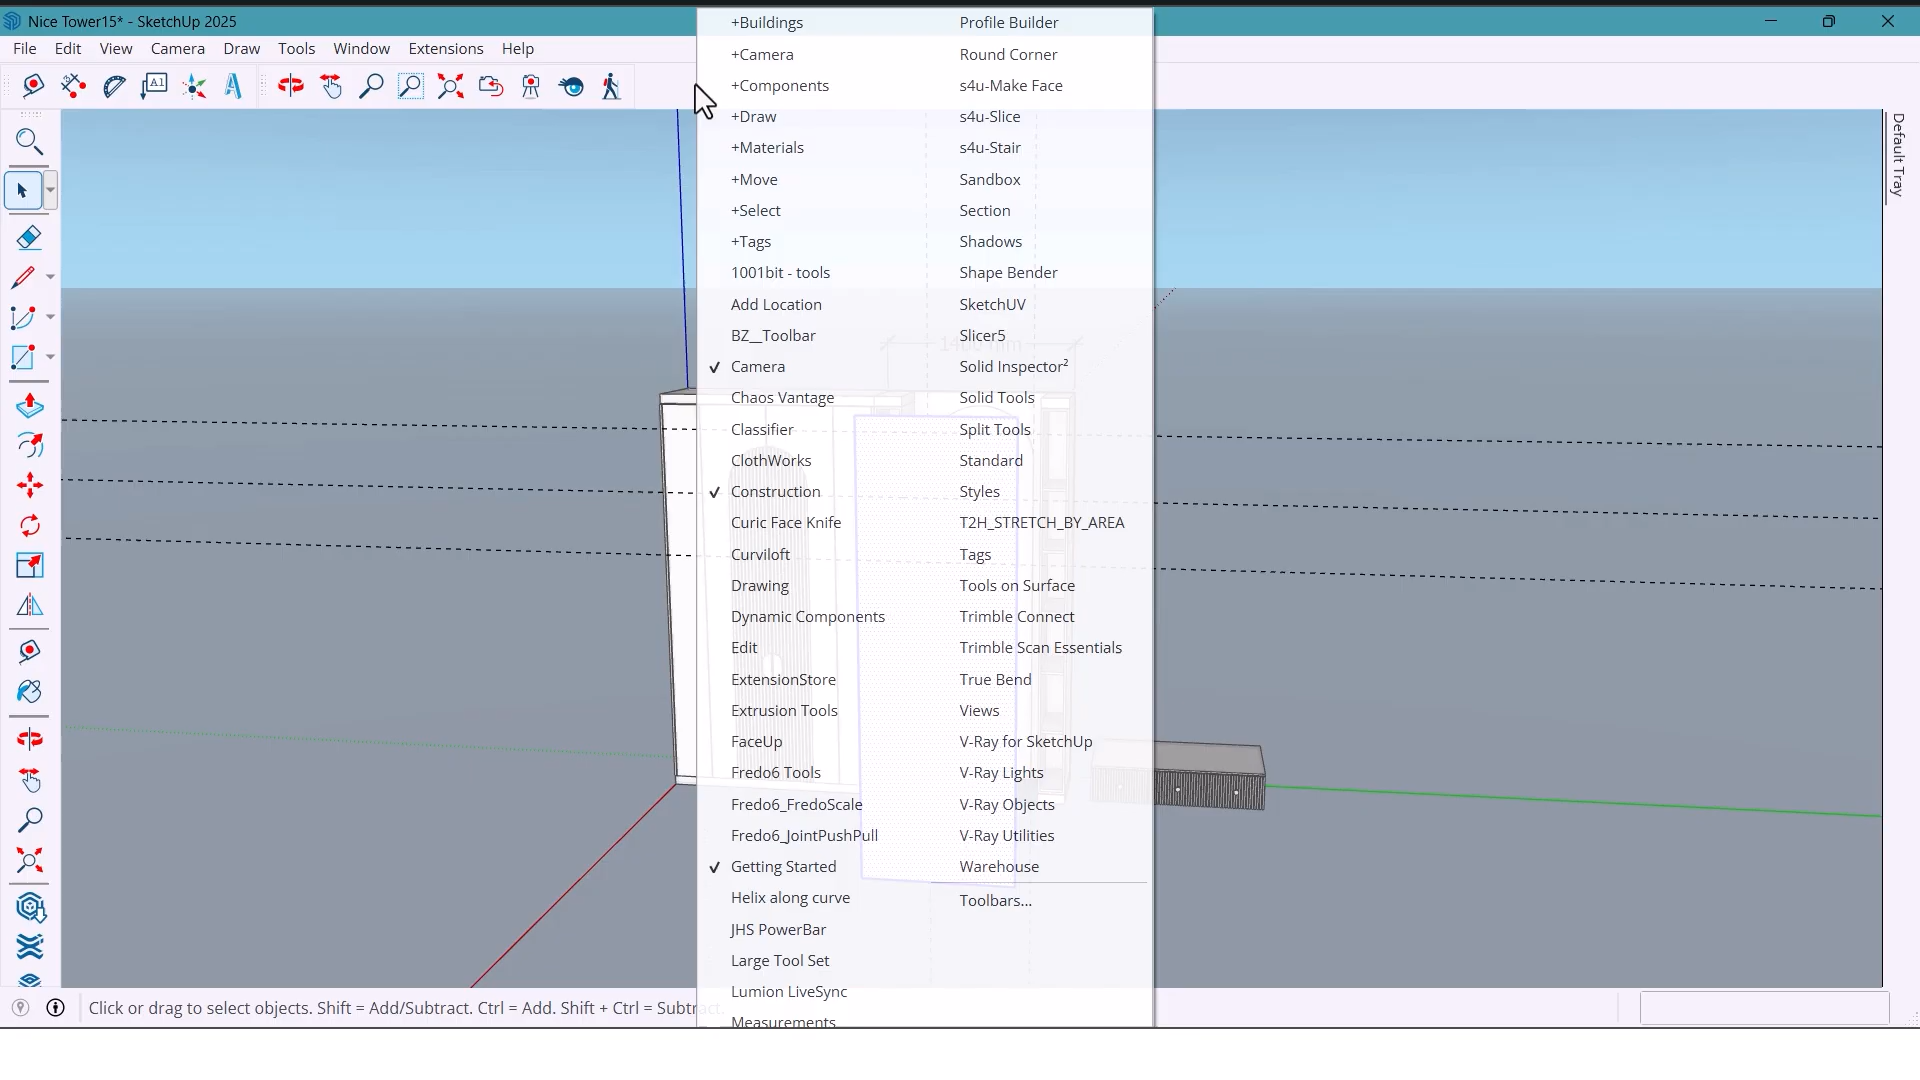 Nice Tower15* - SketchUp 2025
File Edit View Camera Draw Tools Window Extensions Help
A1
+Buildings
+Camera
+Components
+Draw
+Materials
+Move
+Select
+Tags
1001bit - tools
Add Location
BZ__Toolbar
✓ Camera
Chaos Vantage
Classifier
ClothWorks
✓ Construction
Curic Face Knife
Curviloft
Drawing
Dynamic Components
Edit
ExtensionStore
Extrusion Tools
FaceUp
Fredo6 Tools
Fredo6_FredoScale
Fredo6_JointPushPull
✓ Getting Started
Helix along curve
JHS PowerBar
Large Tool Set
Lumion LiveSync
Measurements
Profile Builder
Round Corner
s4u-Make Face
s4u-Slice
s4u-Stair
Sandbox
Section
Shadows
Shape Bender
SketchUV
Slicer5
Solid Inspector²
Solid Tools
Split Tools
Standard
Styles
T2H_STRETCH_BY_AREA
Tags
Tools on Surface
Trimble Connect
Trimble Scan Essentials
True Bend
Views
V-Ray for SketchUp
V-Ray Lights
V-Ray Objects
V-Ray Utilities
Warehouse
Toolbars...
Default Tray
Click or drag to select objects. Shift = Add/Subtract. Ctrl = Add. Shift + Ctrl = Subtract.